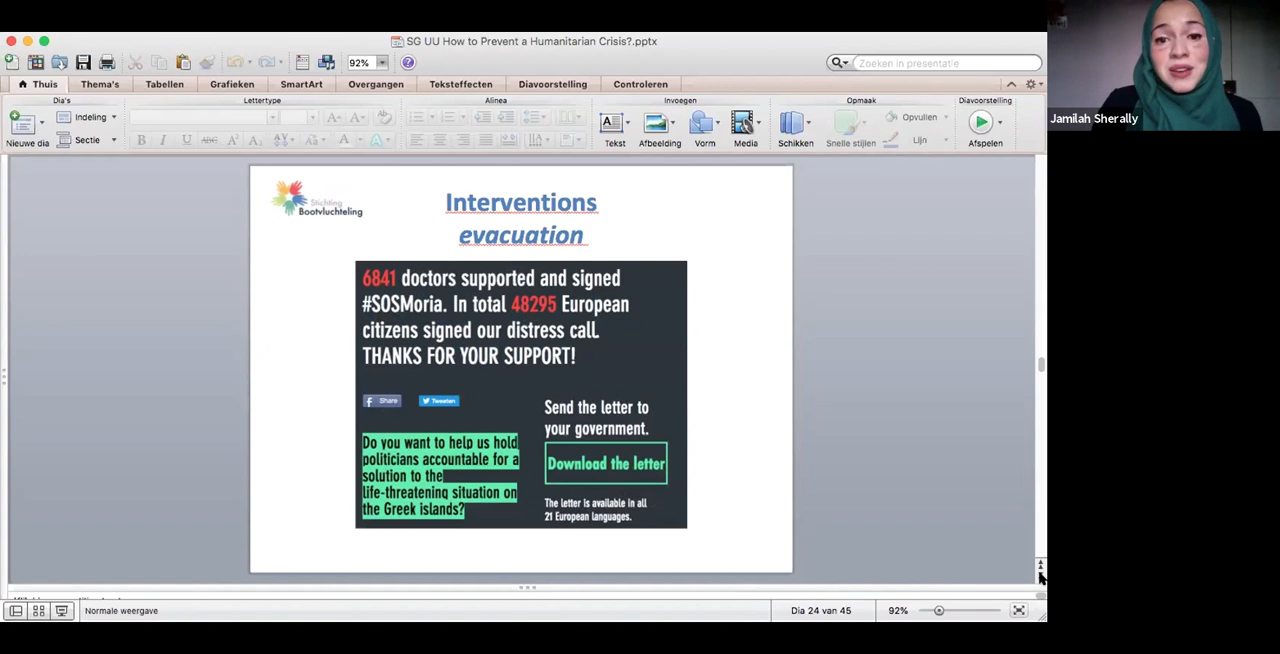 SG UU How to Prevent a Humanitarian Crisis?.pptx
92%
Zoeken in presentatie
Thuis
Thema's
Tabellen
Grafieken
SmartArt
Overgangen
Teksteffecten
Diavoorstelling
Controleren
Dia's
Lettertype
Alinea
Invoegen
Opmaak
Diavoorstelling
Nieuwe dia
Indeling
Sectie
B I U ABC A² A₂
Tekst
Afbeelding
Vorm
Media
Schikken
Snelle stijlen
Opvullen
Lijn
Afspelen
Jamilah Sherally
Stichting
Bootvluchteling
Interventions
evacuation
6841 doctors supported and signed
#SOSMoria. In total 48295 European
citizens signed our distress call.
THANKS FOR YOUR SUPPORT!
f Share
Tweeten
Do you want to help us hold
politicians accountable for a
solution to the
life-threatening situation on
the Greek islands?
Send the letter to
your government.
Download the letter
The letter is available in all
21 European languages.
Normale weergave
Dia 24 van 45
92%